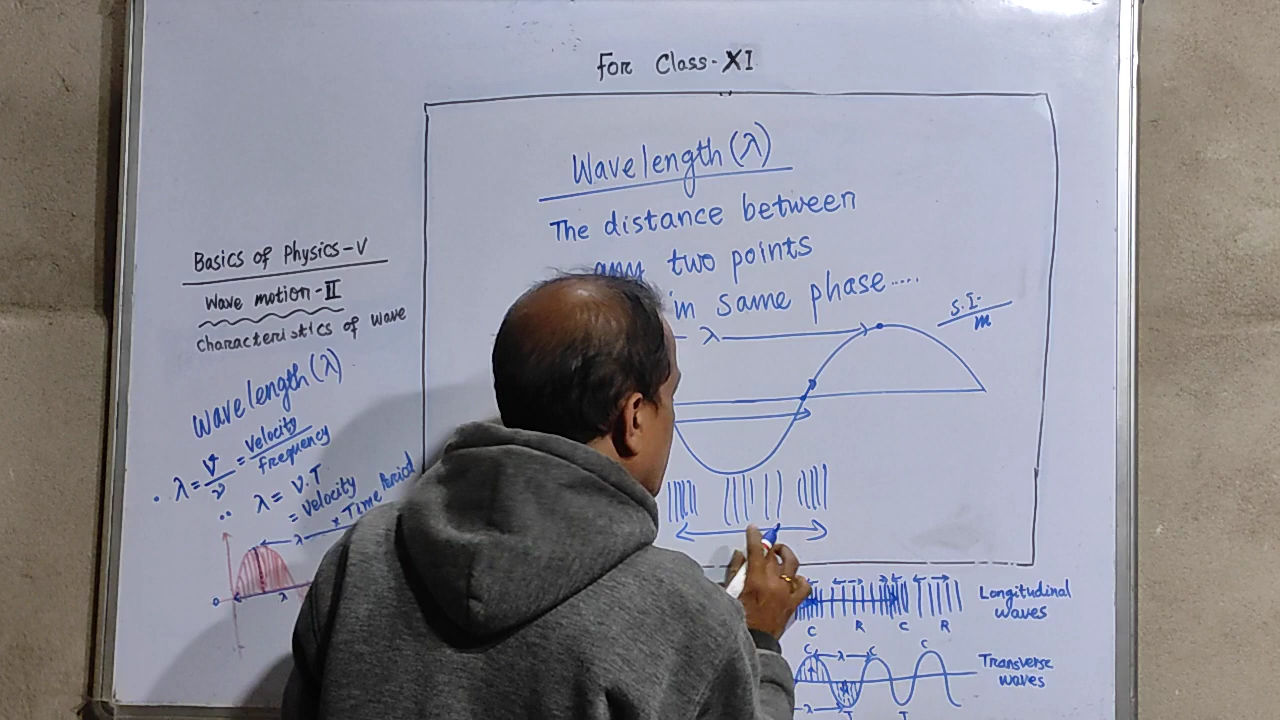 For Class-XI
Wavelength (λ)
The distance between
any two points
in same phase.....
S.I.
m
λ
Basics of Physics-V
Wave motion-II
Characteristics of wave
Wavelength (λ)
λ = V/ν = Velocity/Frequency
∴ λ = V.T
= Velocity
× Time Period
λ
0
λ
Longitudinal
waves
C R C R
Transverse
waves
C λ C C
λ T T